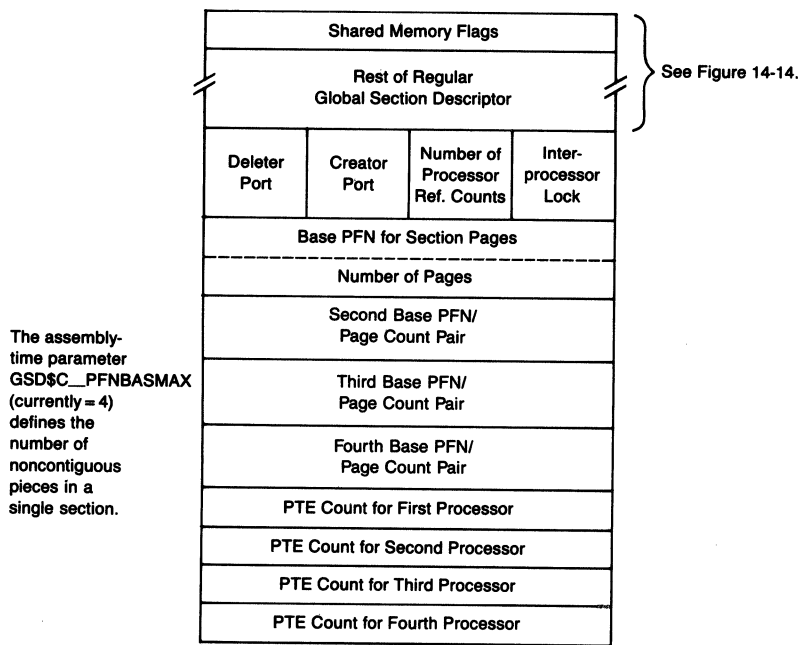 Shared Memory Flags
Rest of Regular
Global Section Descriptor
See Figure 14-14.
Deleter
Port
Creator
Port
Number of
Processor
Ref. Counts
Inter-
processor
Lock
Base PFN for Section Pages
Number of Pages
Second Base PFN/
Page Count Pair
Third Base PFN/
Page Count Pair
Fourth Base PFN/
Page Count Pair
The assembly-
time parameter
GSD$C__PFNBASMAX
(currently = 4)
defines the
number of
noncontiguous
pieces in a
single section.
PTE Count for First Processor
PTE Count for Second Processor
PTE Count for Third Processor
PTE Count for Fourth Processor